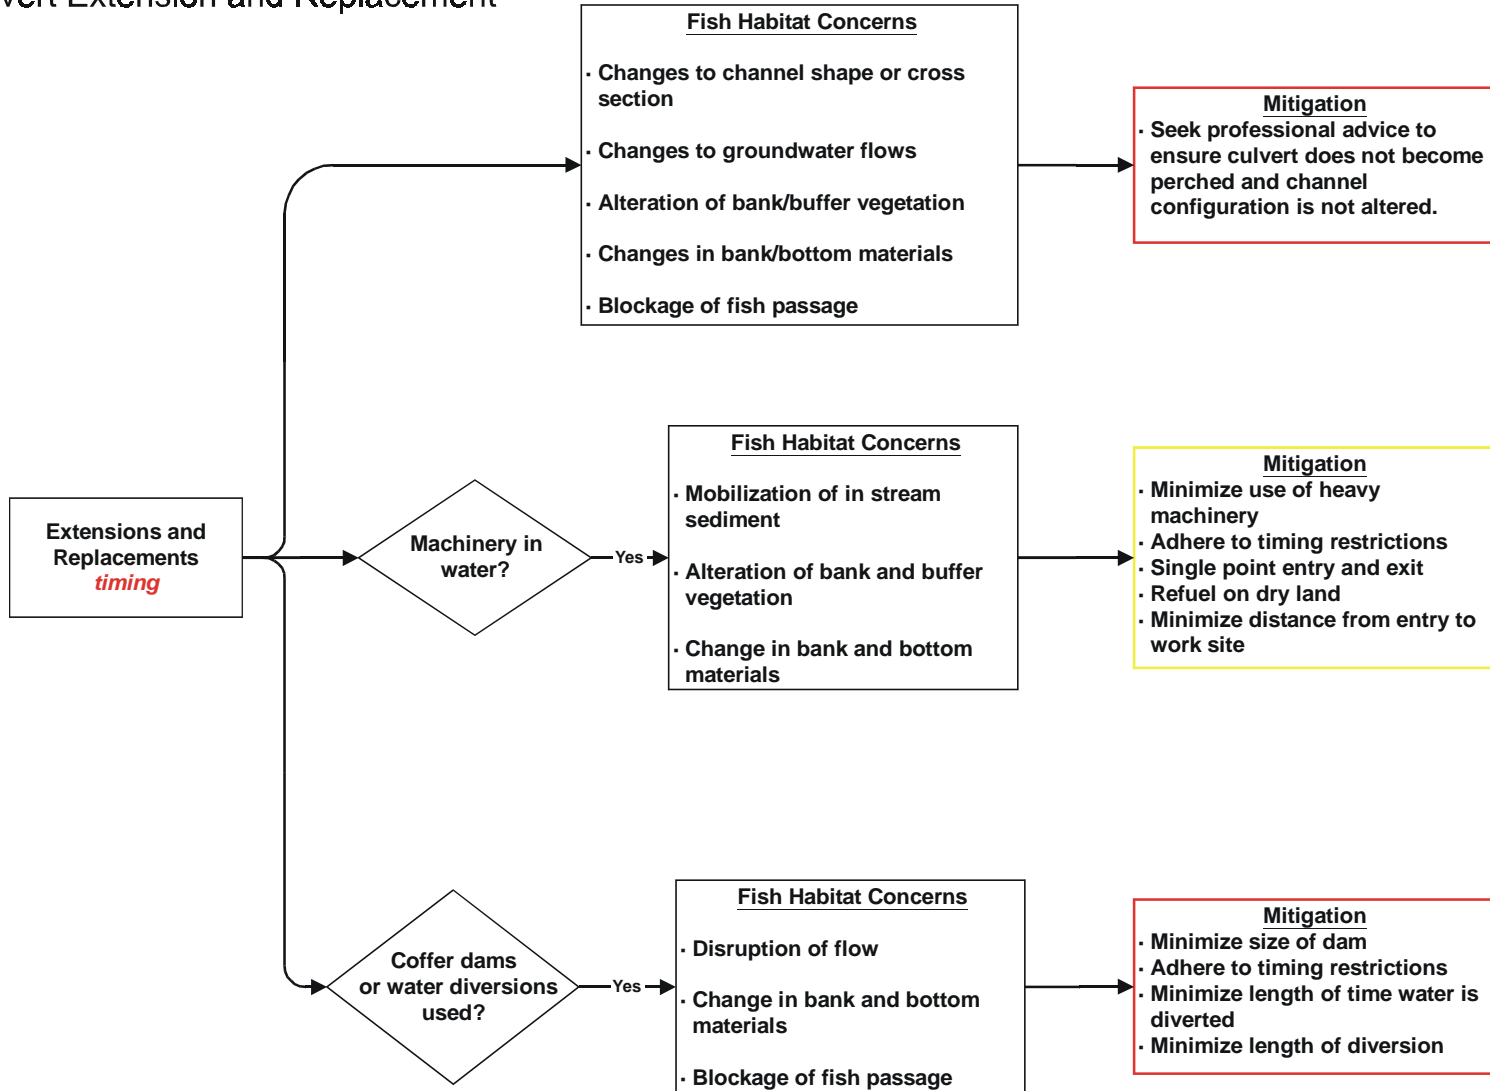 vert Extension and Replacement
Fish Habitat Concerns
· Changes to channel shape or cross
section
· Changes to groundwater flows
· Alteration of bank/buffer vegetation
· Changes in bank/bottom materials
· Blockage of fish passage
Mitigation
· Seek professional advice to
ensure culvert does not become
perched and channel
configuration is not altered.
Extensions and
Replacements
timing
Machinery in
water?
Yes
Fish Habitat Concerns
· Mobilization of in stream
sediment
· Alteration of bank and buffer
vegetation
· Change in bank and bottom
materials
Mitigation
· Minimize use of heavy
machinery
· Adhere to timing restrictions
· Single point entry and exit
· Refuel on dry land
· Minimize distance from entry to
work site
Coffer dams
or water diversions
used?
Yes
Fish Habitat Concerns
· Disruption of flow
· Change in bank and bottom
materials
· Blockage of fish passage
Mitigation
· Minimize size of dam
· Adhere to timing restrictions
· Minimize length of time water is
diverted
· Minimize length of diversion